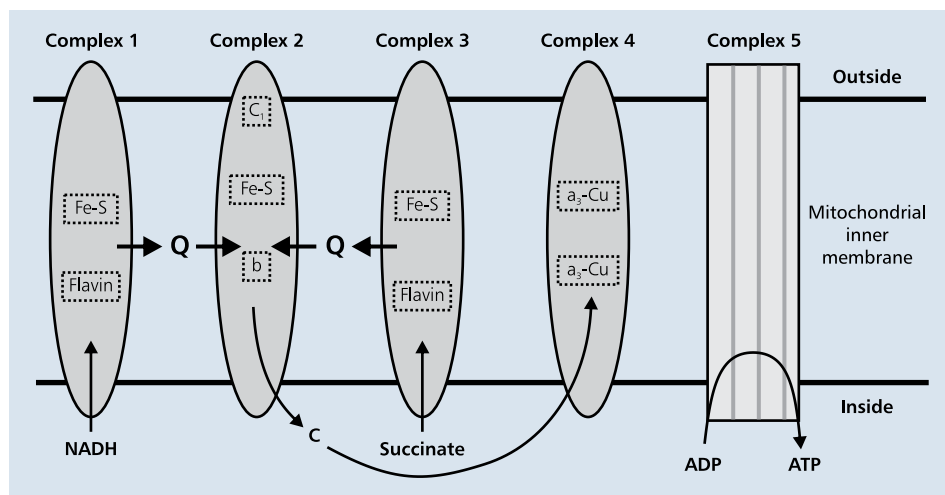 Complex 1
Complex 2
Complex 3
Complex 4
Complex 5
Outside
C₁
Fe-S
Fe-S
Fe-S
a₃-Cu
Q
Q
b
Flavin
Flavin
a₃-Cu
Mitochondrial
inner
membrane
Inside
NADH
C
Succinate
ADP
ATP